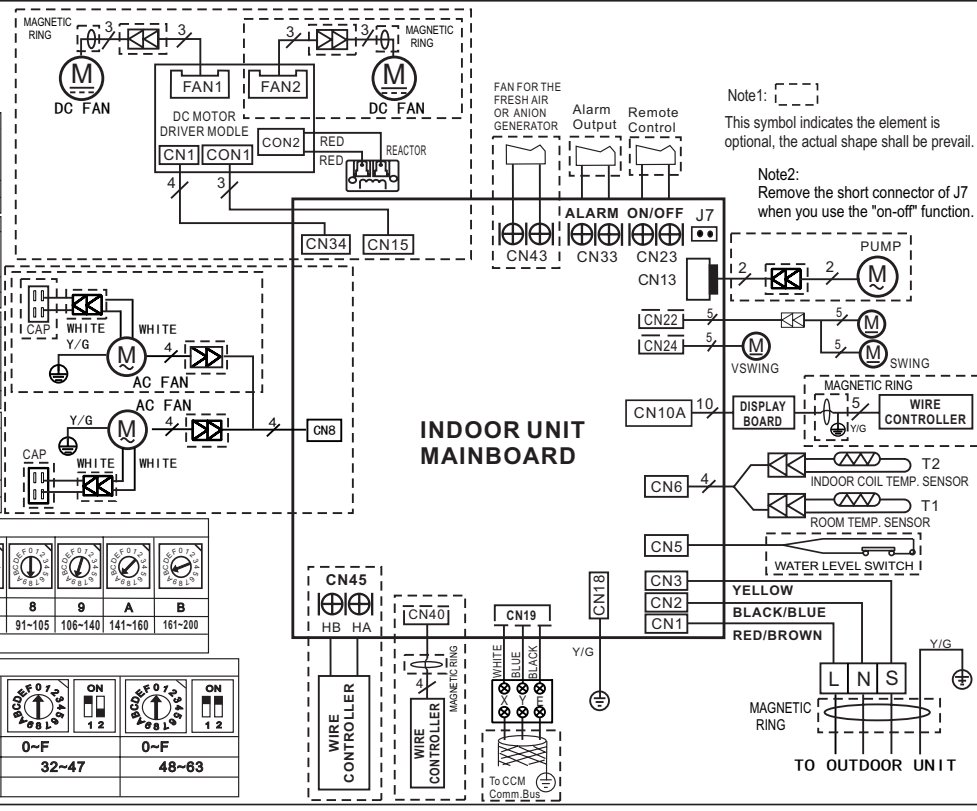 MAGNETIC RING
3
3
3
3
MAGNETIC RING
M
DC FAN
FAN1
FAN2
M
DC FAN
DC MOTOR DRIVER MODLE
CN1
CON1
CON2
RED
RED
REACTOR
4
3
CN34
CN15
FAN FOR THE FRESH AIR OR ANION GENERATOR
Alarm Output
Remote Control
ALARM
ON/OFF
J7
CN43
CN33
CN23
CN13
Note1:
This symbol indicates the element is
optional, the actual shape shall be prevail.
Note2:
Remove the short connector of J7
when you use the "on-off" function.
2
2
PUMP
M
CN22
5
5
M
CN24
5
M
VSWING
5
M
SWING
CN10A
10
DISPLAY BOARD
MAGNETIC RING
5
Y/G
WIRE CONTROLLER
CN6
4
T2
INDOOR COIL TEMP. SENSOR
T1
ROOM TEMP. SENSOR
CN5
WATER LEVEL SWITCH
CN3
YELLOW
CN2
BLACK/BLUE
CN1
RED/BROWN
L N S
Y/G
MAGNETIC RING
TO OUTDOOR UNIT
CAP
WHITE
WHITE
Y/G
M
4
AC FAN
AC FAN
Y/G
M
4
4
CN8
CAP
WHITE
WHITE
INDOOR UNIT
MAINBOARD
CN45
HB HA
WIRE CONTROLLER
CN40
MAGNETIC RING
4
WIRE CONTROLLER
CN19
WHITE
BLUE
BLACK
X Y E
To CCM
Comm.Bus
CN18
Y/G
8 9 A B
91~105 106~140 141~160 161~200
ON
1 2
ON
1 2
0~F 0~F
32~47 48~63